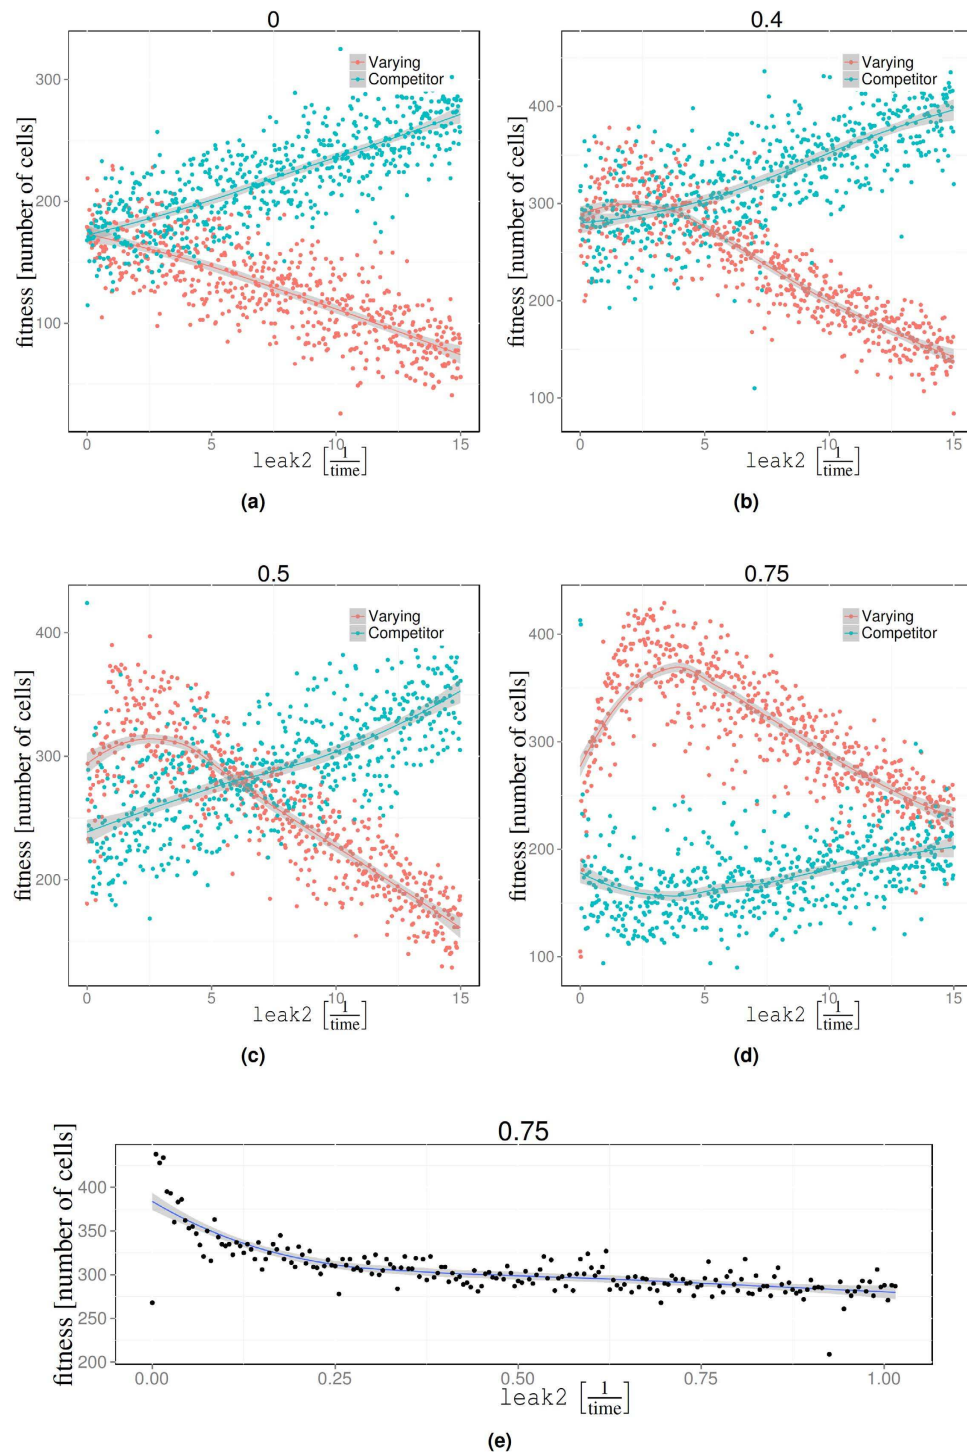 0
fitness [number of cells]
300
200
100
Varying
Competitor
0 5 10 15
leak2 [1/time]
(a)
0.4
fitness [number of cells]
400
300
200
100
Varying
Competitor
0 5 10 15
leak2 [1/time]
(b)
0.5
fitness [number of cells]
400
300
200
Varying
Competitor
0 5 10 15
leak2 [1/time]
(c)
0.75
fitness [number of cells]
400
300
200
100
Varying
Competitor
0 5 10 15
leak2 [1/time]
(d)
0.75
fitness [number of cells]
400
350
300
250
200
0.00 0.25 0.50 0.75 1.00
leak2 [1/time]
(e)